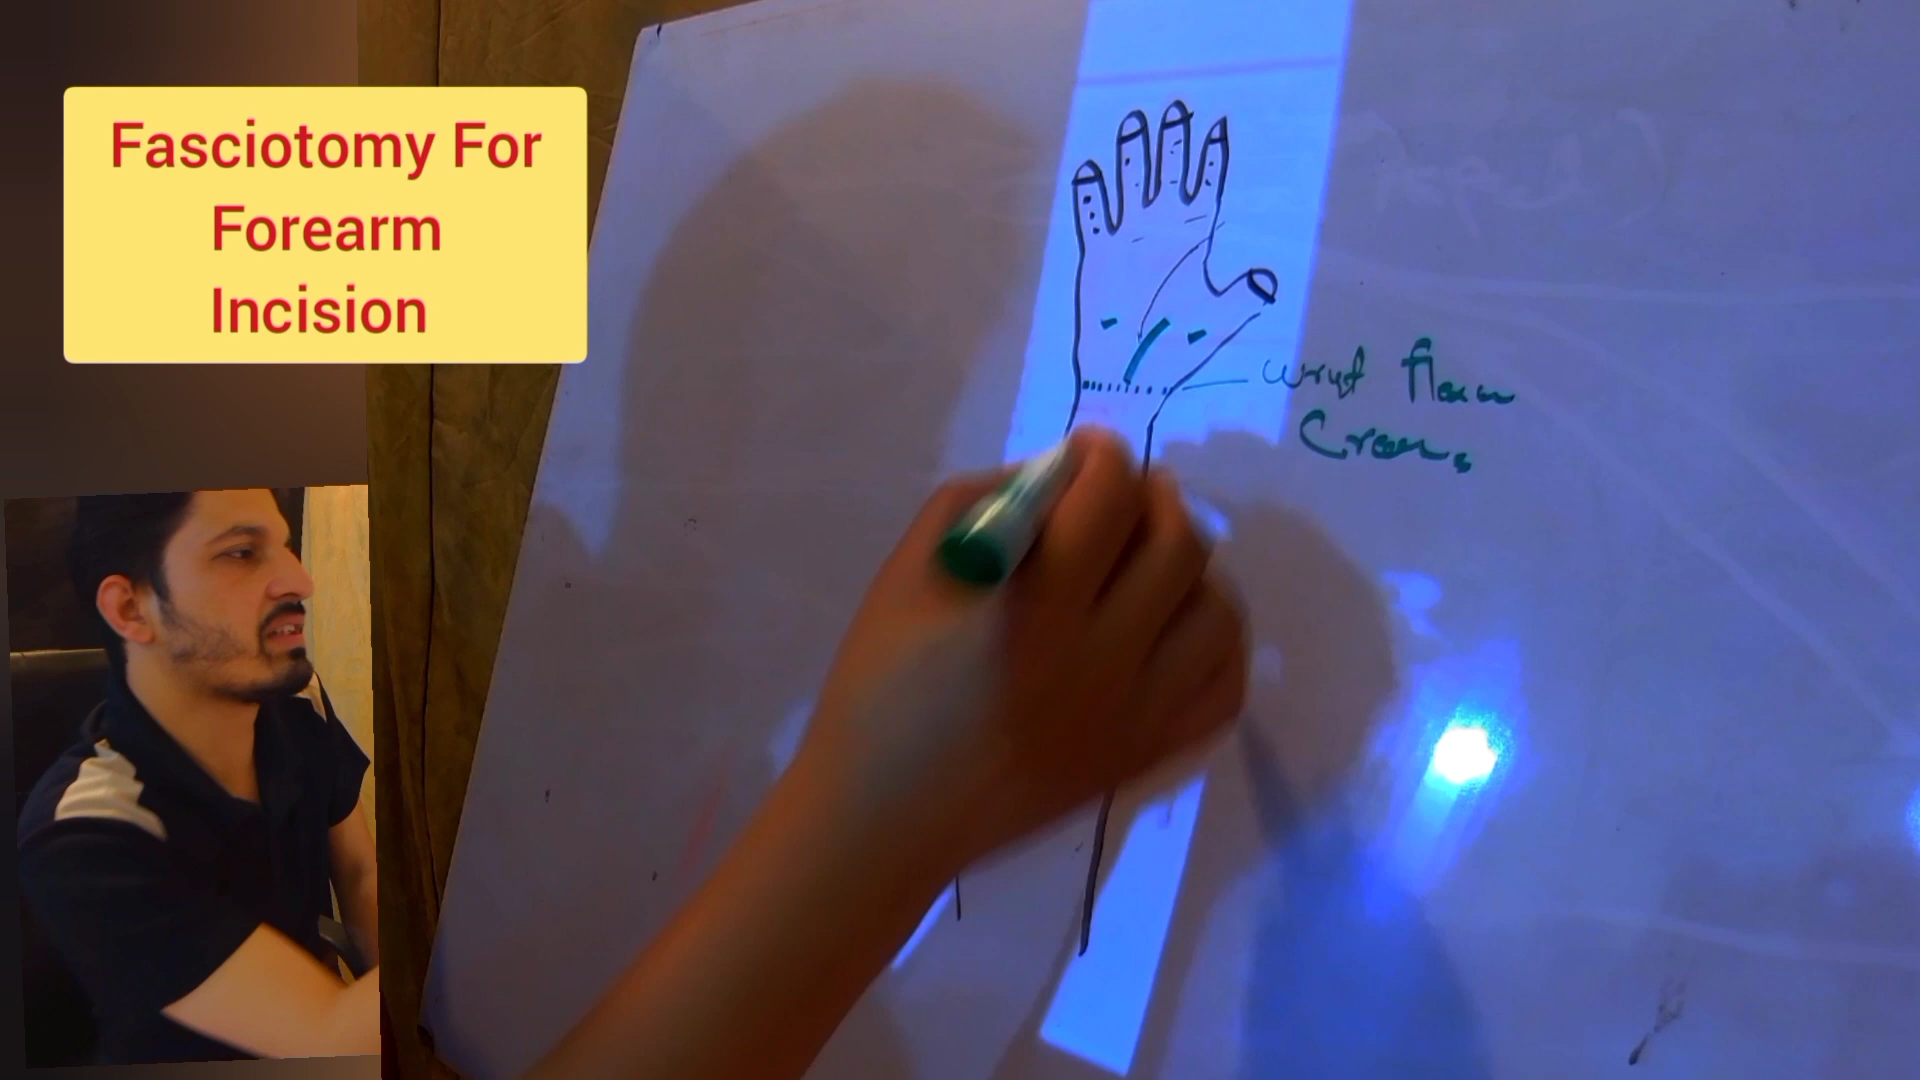 Fasciotomy For
Forearm
Incision
wrist flexion
Crease